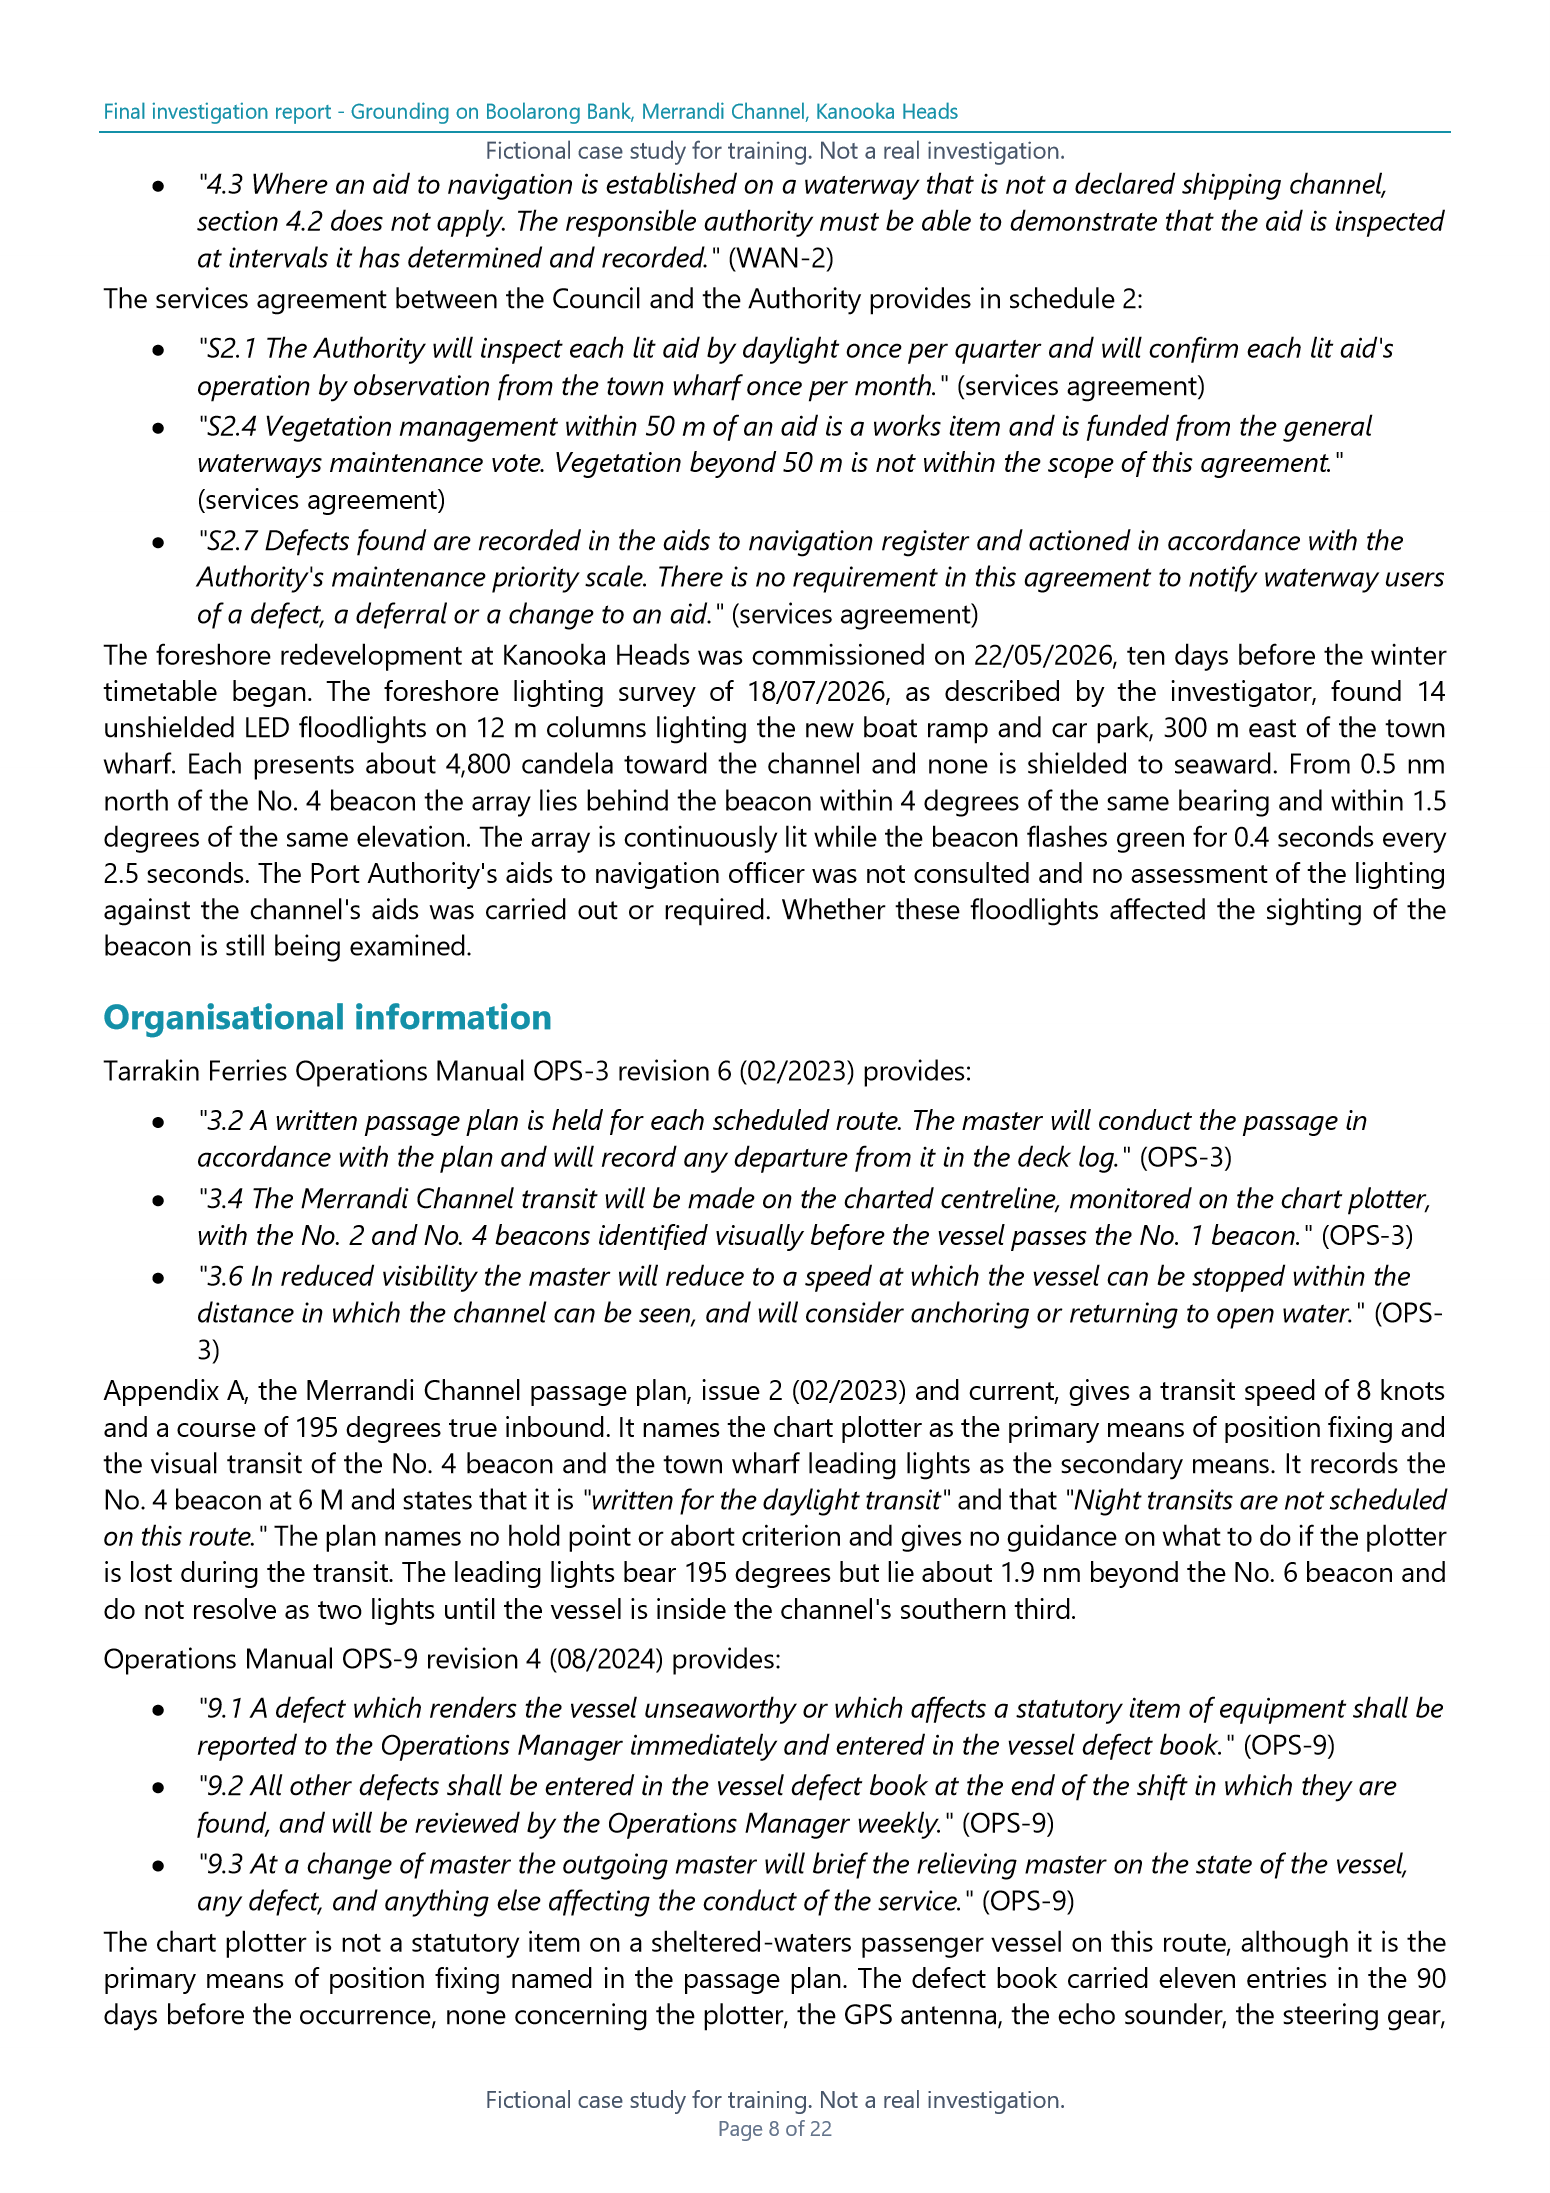 Final investigation report - Grounding on Boolarong Bank, Merrandi Channel, Kanooka Heads
Fictional case study for training. Not a real investigation.
● "4.3 Where an aid to navigation is established on a waterway that is not a declared shipping channel,
section 4.2 does not apply. The responsible authority must be able to demonstrate that the aid is inspected
at intervals it has determined and recorded." (WAN-2)
The services agreement between the Council and the Authority provides in schedule 2:
● "S2.1 The Authority will inspect each lit aid by daylight once per quarter and will confirm each lit aid's
operation by observation from the town wharf once per month." (services agreement)
● "S2.4 Vegetation management within 50 m of an aid is a works item and is funded from the general
waterways maintenance vote. Vegetation beyond 50 m is not within the scope of this agreement."
(services agreement)
● "S2.7 Defects found are recorded in the aids to navigation register and actioned in accordance with the
Authority's maintenance priority scale. There is no requirement in this agreement to notify waterway users
of a defect, a deferral or a change to an aid." (services agreement)
The foreshore redevelopment at Kanooka Heads was commissioned on 22/05/2026, ten days before the winter
timetable began. The foreshore lighting survey of 18/07/2026, as described by the investigator, found 14
unshielded LED floodlights on 12 m columns lighting the new boat ramp and car park, 300 m east of the town
wharf. Each presents about 4,800 candela toward the channel and none is shielded to seaward. From 0.5 nm
north of the No. 4 beacon the array lies behind the beacon within 4 degrees of the same bearing and within 1.5
degrees of the same elevation. The array is continuously lit while the beacon flashes green for 0.4 seconds every
2.5 seconds. The Port Authority's aids to navigation officer was not consulted and no assessment of the lighting
against the channel's aids was carried out or required. Whether these floodlights affected the sighting of the
beacon is still being examined.
Organisational information
Tarrakin Ferries Operations Manual OPS-3 revision 6 (02/2023) provides:
● "3.2 A written passage plan is held for each scheduled route. The master will conduct the passage in
accordance with the plan and will record any departure from it in the deck log." (OPS-3)
● "3.4 The Merrandi Channel transit will be made on the charted centreline, monitored on the chart plotter,
with the No. 2 and No. 4 beacons identified visually before the vessel passes the No. 1 beacon." (OPS-3)
● "3.6 In reduced visibility the master will reduce to a speed at which the vessel can be stopped within the
distance in which the channel can be seen, and will consider anchoring or returning to open water." (OPS-
3)
Appendix A, the Merrandi Channel passage plan, issue 2 (02/2023) and current, gives a transit speed of 8 knots
and a course of 195 degrees true inbound. It names the chart plotter as the primary means of position fixing and
the visual transit of the No. 4 beacon and the town wharf leading lights as the secondary means. It records the
No. 4 beacon at 6 M and states that it is "written for the daylight transit" and that "Night transits are not scheduled
on this route." The plan names no hold point or abort criterion and gives no guidance on what to do if the plotter
is lost during the transit. The leading lights bear 195 degrees but lie about 1.9 nm beyond the No. 6 beacon and
do not resolve as two lights until the vessel is inside the channel's southern third.
Operations Manual OPS-9 revision 4 (08/2024) provides:
● "9.1 A defect which renders the vessel unseaworthy or which affects a statutory item of equipment shall be
reported to the Operations Manager immediately and entered in the vessel defect book." (OPS-9)
● "9.2 All other defects shall be entered in the vessel defect book at the end of the shift in which they are
found, and will be reviewed by the Operations Manager weekly." (OPS-9)
● "9.3 At a change of master the outgoing master will brief the relieving master on the state of the vessel,
any defect, and anything else affecting the conduct of the service." (OPS-9)
The chart plotter is not a statutory item on a sheltered-waters passenger vessel on this route, although it is the
primary means of position fixing named in the passage plan. The defect book carried eleven entries in the 90
days before the occurrence, none concerning the plotter, the GPS antenna, the echo sounder, the steering gear,
Fictional case study for training. Not a real investigation.
Page 8 of 22